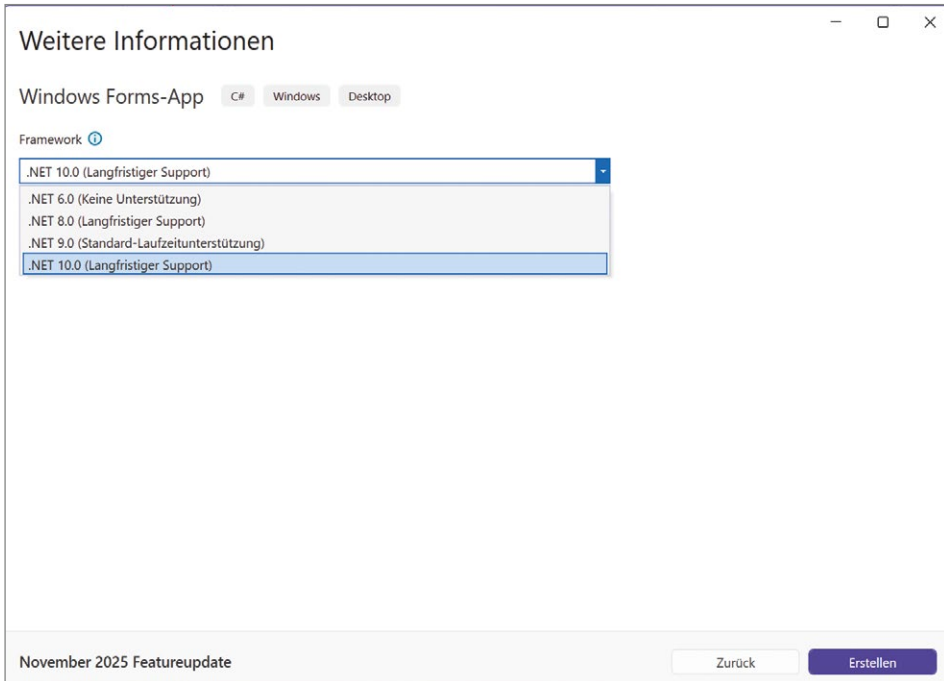 Weitere Informationen
Windows Forms-App C# Windows Desktop
Framework
.NET 10.0 (Langfristiger Support)
.NET 6.0 (Keine Unterstützung)
.NET 8.0 (Langfristiger Support)
.NET 9.0 (Standard-Laufzeitunterstützung)
.NET 10.0 (Langfristiger Support)
November 2025 Featureupdate Zurück Erstellen